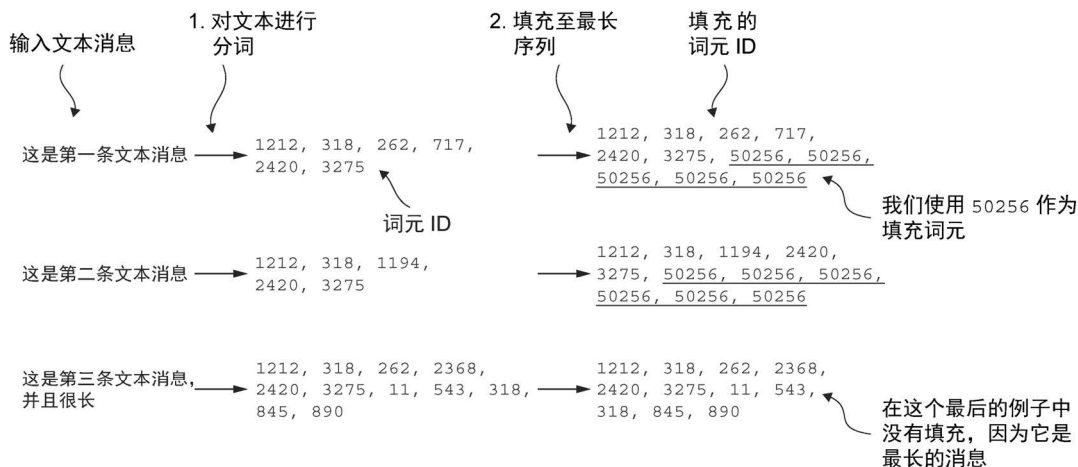 输入文本消息
1. 对文本进行
分词
2. 填充至最长
序列
填充的
词元 ID
这是第一条文本消息
1212, 318, 262, 717,
2420, 3275
词元 ID
1212, 318, 262, 717,
2420, 3275, 50256, 50256,
50256, 50256, 50256
我们使用 50256 作为
填充词元
这是第二条文本消息
1212, 318, 1194,
2420, 3275
1212, 318, 1194, 2420,
3275, 50256, 50256, 50256,
50256, 50256, 50256
这是第三条文本消息,
并且很长
1212, 318, 262, 2368,
2420, 3275, 11, 543, 318,
845, 890
1212, 318, 262, 2368,
2420, 3275, 11, 543,
318, 845, 890
在这个最后的例子中
没有填充，因为它是
最长的消息